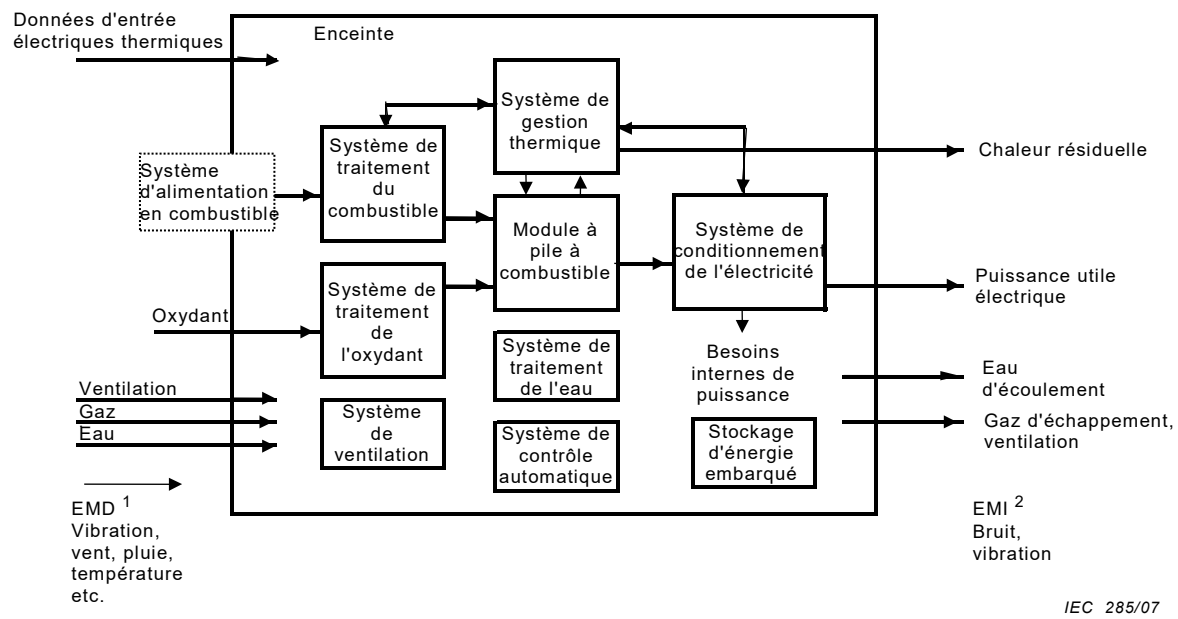 Données d'entrée
électriques thermiques
Enceinte
Système de
gestion
thermique
Système de
traitement
du
combustible
Chaleur résiduelle
Système
d'alimentation
en combustible
Module à
pile à
combustible
Système de
conditionnement
de l'électricité
Puissance utile
électrique
Oxydant
Système de
traitement
de
l'oxydant
Système de
traitement
de l'eau
Besoins
internes de
puissance
Eau
d'écoulement
Ventilation
Gaz
Eau
Système
de
ventilation
Système de
contrôle
automatique
Stockage
d'énergie
embarqué
Gaz d'échappement,
ventilation
EMD 1
Vibration,
vent, pluie,
température
etc.
EMI 2
Bruit,
vibration
IEC 285/07